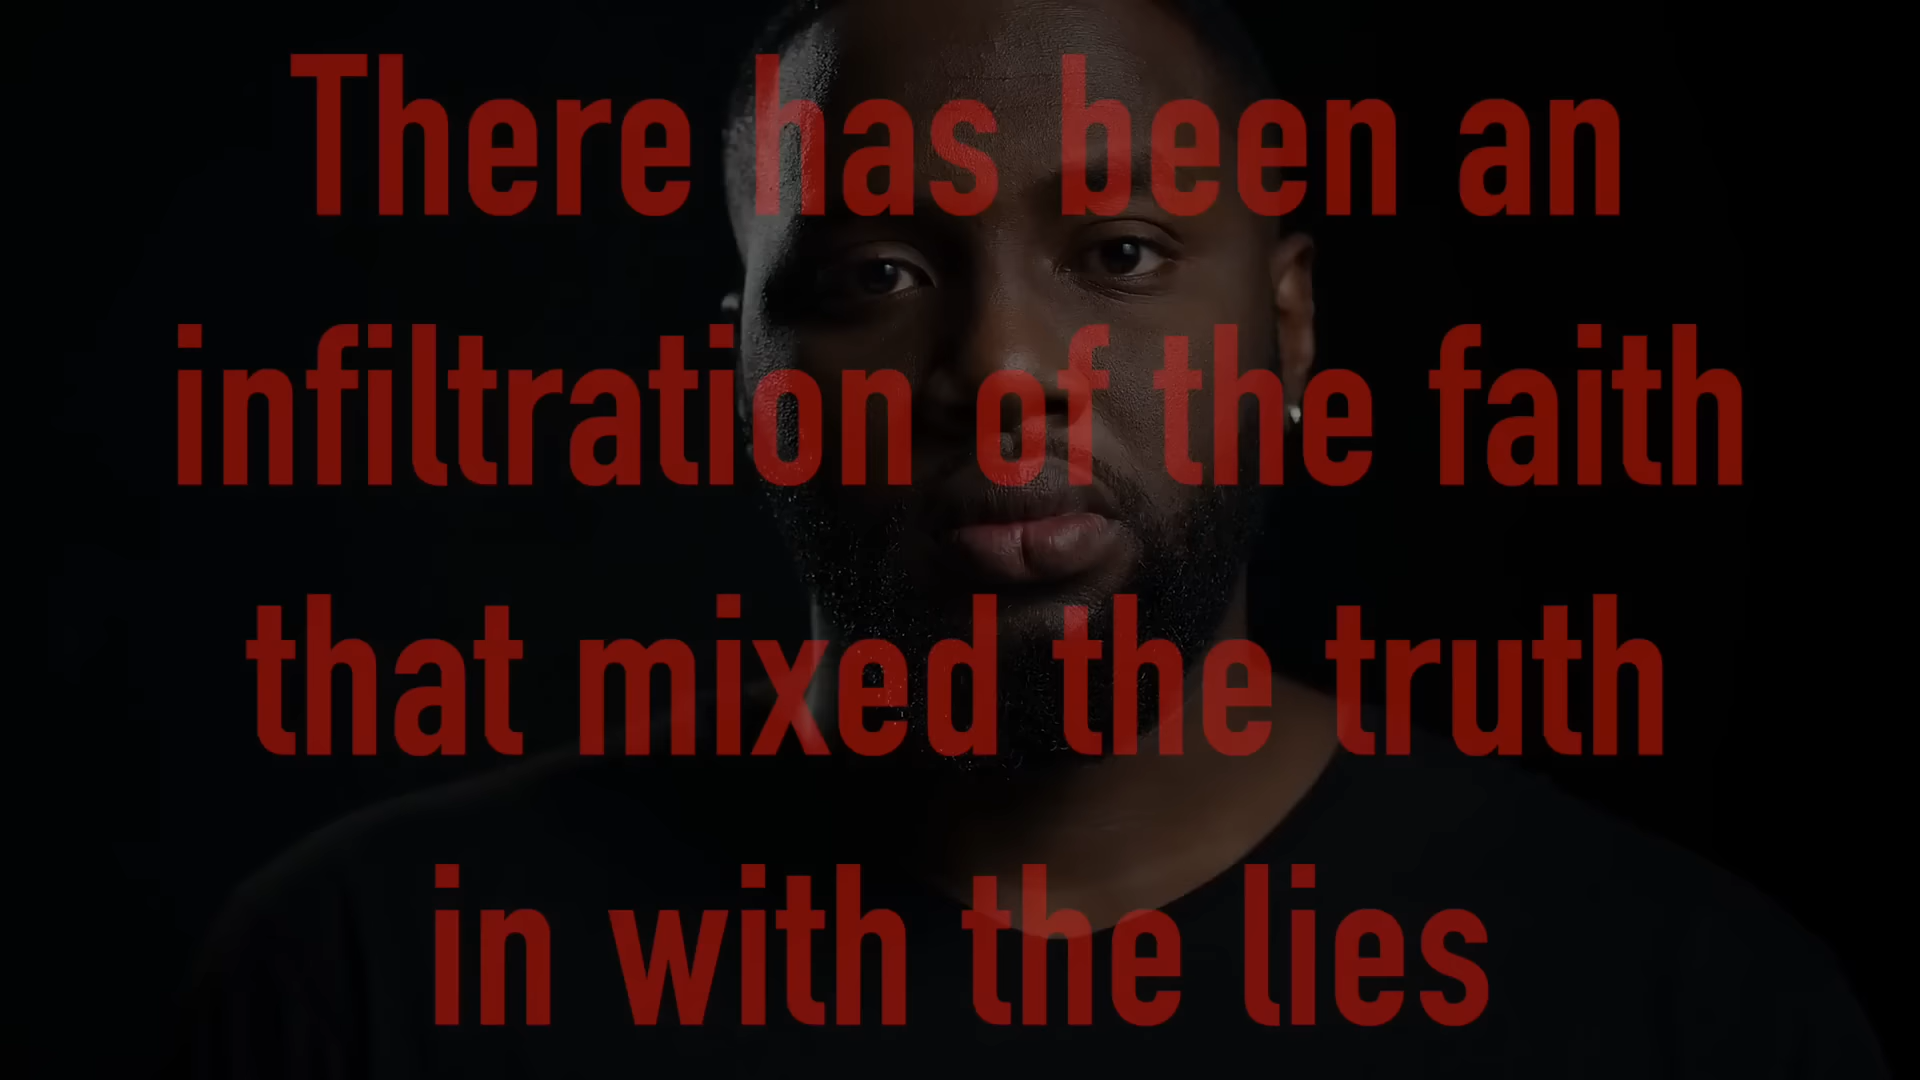 There has been an
infiltration of the faith
that mixed the truth
in with the lies